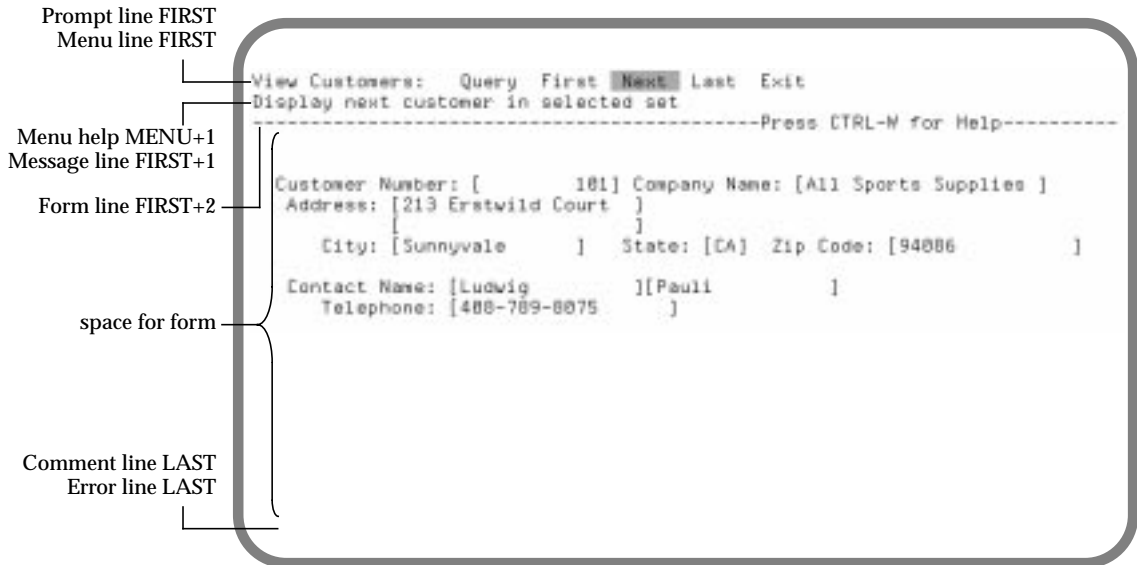 Prompt line FIRST
Menu line FIRST
View Customers: Query First Next Last Exit
Display next customer in selected set
Menu help MENU+1
Message line FIRST+1
----------Press CTRL-W for Help----------
Form line FIRST+2
Customer Number: [ 101] Company Name: [All Sports Supplies ]
Address: [213 Erstwild Court ]
[ ]
City: [Sunnyvale ] State: [CA] Zip Code: [94086 ]
Contact Name: [Ludwig ][Pauli ]
Telephone: [408-789-8075 ]
space for form
Comment line LAST
Error line LAST